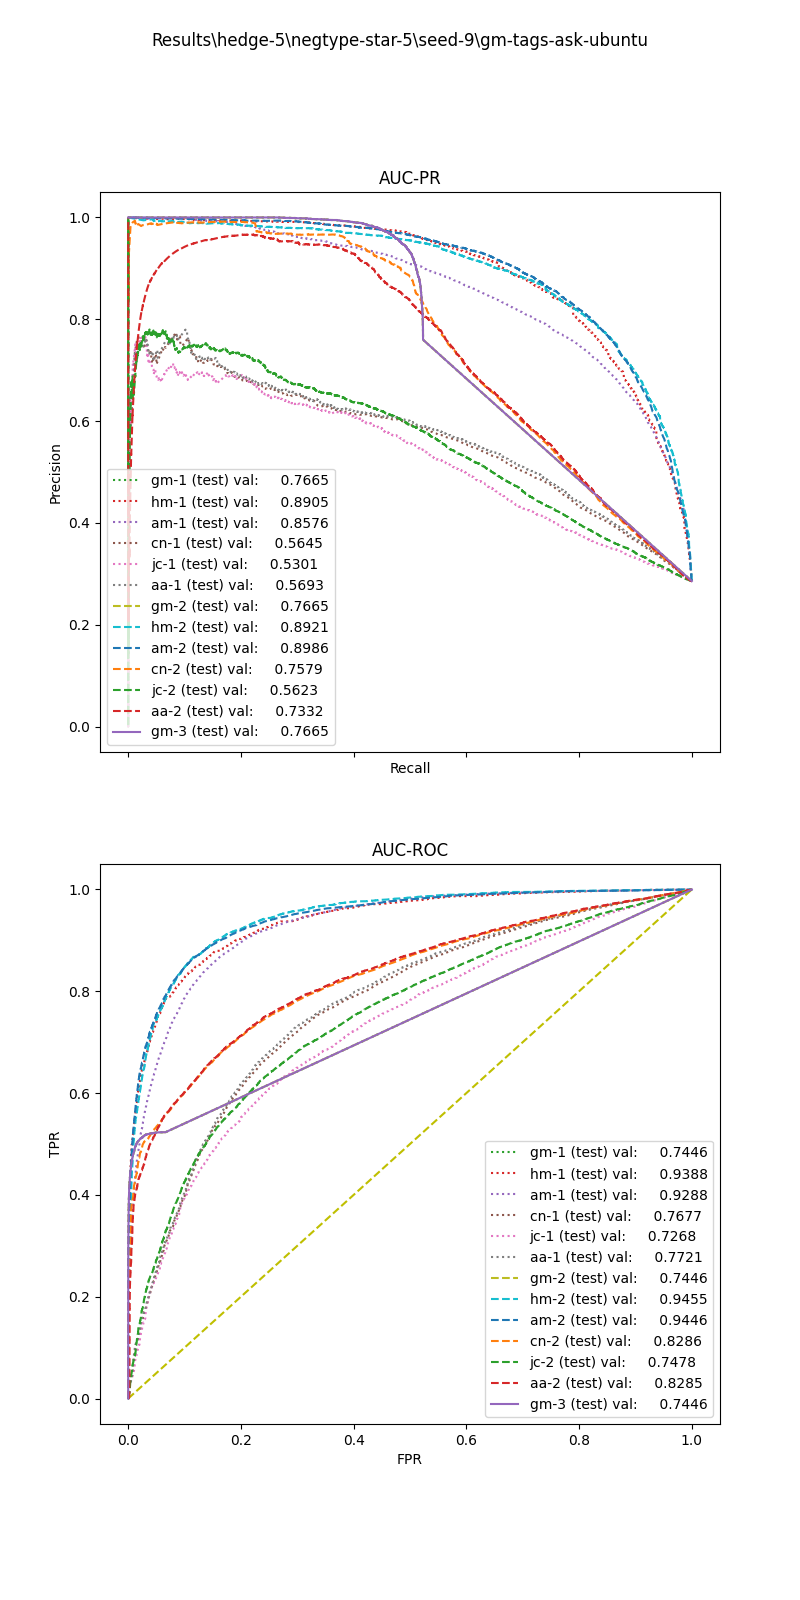 Results\hedge-5\negtype-star-5\seed-9\gm-tags-ask-ubuntu
AUC-PR
1.0
0.8
0.6
0.4
0.2
0.0
Precision
gm-1 (test) val: 0.7665
hm-1 (test) val: 0.8905
am-1 (test) val: 0.8576
cn-1 (test) val: 0.5645
jc-1 (test) val: 0.5301
aa-1 (test) val: 0.5693
gm-2 (test) val: 0.7665
hm-2 (test) val: 0.8921
am-2 (test) val: 0.8986
cn-2 (test) val: 0.7579
jc-2 (test) val: 0.5623
aa-2 (test) val: 0.7332
gm-3 (test) val: 0.7665
Recall
AUC-ROC
1.0
0.8
0.6
0.4
0.2
0.0
TPR
gm-1 (test) val: 0.7446
hm-1 (test) val: 0.9388
am-1 (test) val: 0.9288
cn-1 (test) val: 0.7677
jc-1 (test) val: 0.7268
aa-1 (test) val: 0.7721
gm-2 (test) val: 0.7446
hm-2 (test) val: 0.9455
am-2 (test) val: 0.9446
cn-2 (test) val: 0.8286
jc-2 (test) val: 0.7478
aa-2 (test) val: 0.8285
gm-3 (test) val: 0.7446
0.0 0.2 0.4 0.6 0.8 1.0
FPR